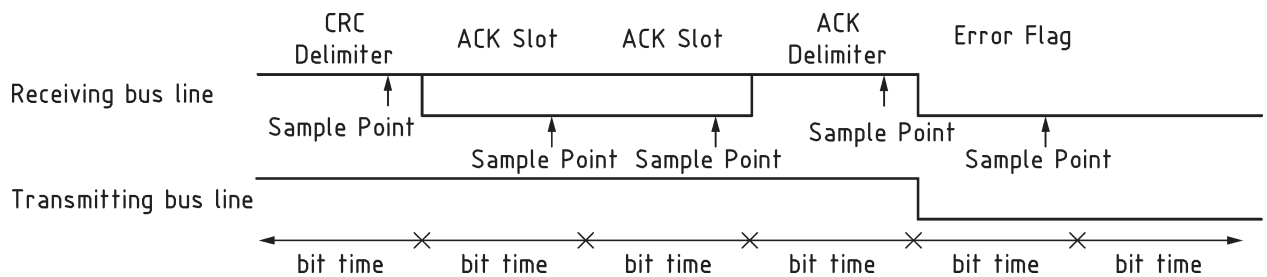 CRC
Delimiter
ACK Slot
ACK Slot
ACK
Delimiter
Error Flag
Receiving bus line
Sample Point
Sample Point
Sample Point
Sample Point
Sample Point
Transmitting bus line
bit time
bit time
bit time
bit time
bit time
bit time